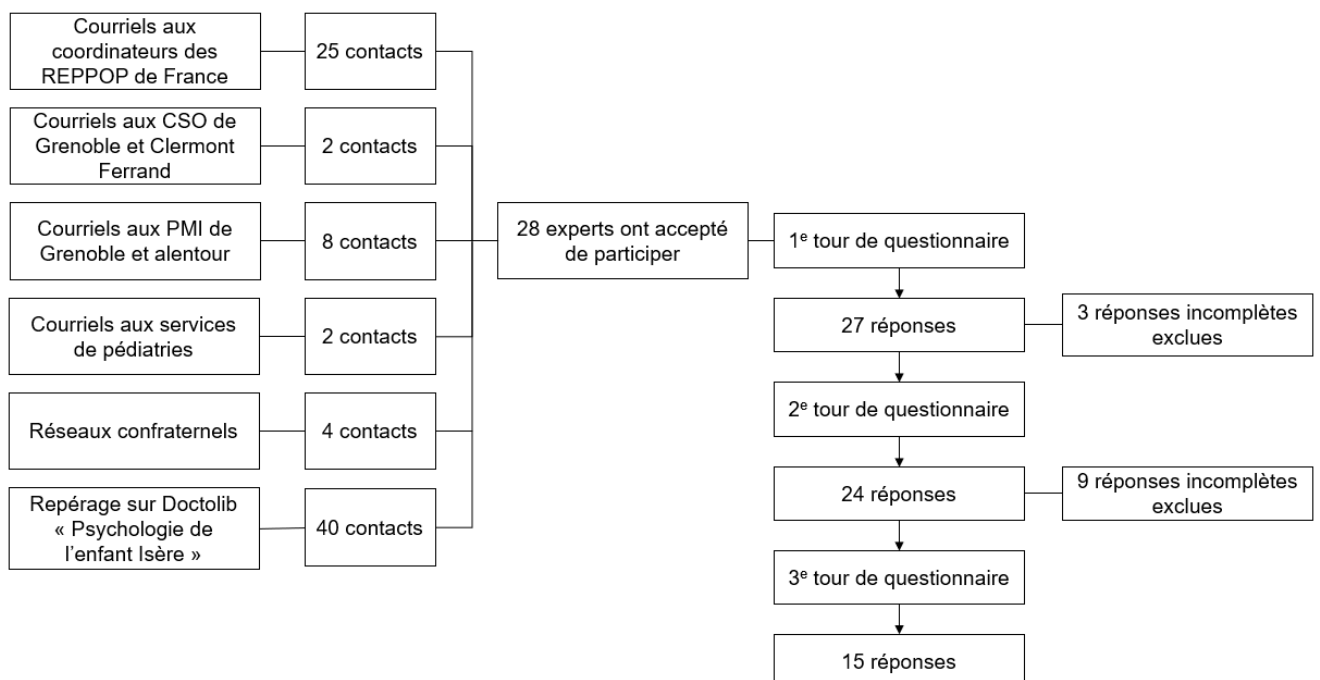 Courriels aux
coordinateurs des
REPPOP de France
25 contacts
Courriels aux CSO de
Grenoble et Clermont
Ferrand
2 contacts
Courriels aux PMI de
Grenoble et alentour
8 contacts
Courriels aux services
de pédiatries
2 contacts
Réseaux confraternels
4 contacts
Repérage sur Doctolib
« Psychologie de
l'enfant Isère »
40 contacts
28 experts ont accepté
de participer
1e tour de questionnaire
27 réponses
3 réponses incomplètes
exclues
2e tour de questionnaire
24 réponses
9 réponses incomplètes
exclues
3e tour de questionnaire
15 réponses